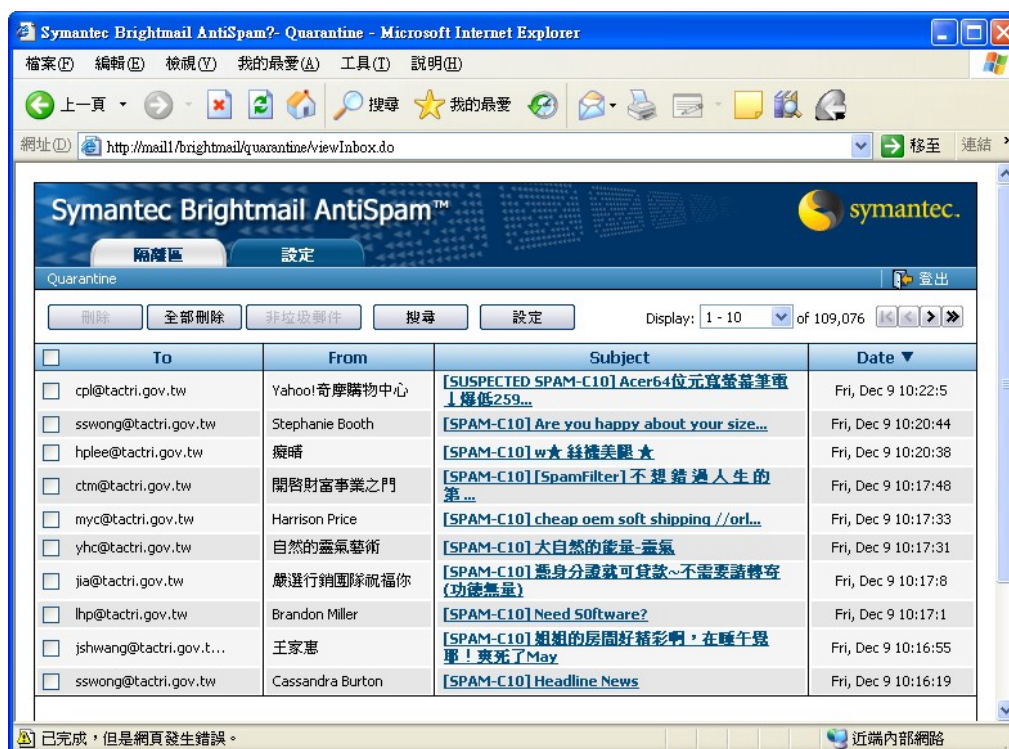 Symantec Brightmail AntiSpam?- Quarantine - Microsoft Internet Explorer
檔案(F) 編輯(E) 檢視(V) 我的最愛(A) 工具(T) 說明(H)
上一頁 搜尋 我的最愛
網址(D) http://mail1/brightmail/quarantine/viewInbox.do 移至 連結
Symantec Brightmail AntiSpam™ symantec.
隔離區 設定
Quarantine 登出
刪除 全部刪除 非垃圾郵件 搜尋 設定 Display: 1 - 10 of 109,076
To From Subject Date ▼
cpl@tactri.gov.tw Yahoo!奇摩購物中心 [SUSPECTED SPAM-C10] Acer64位元寬螢幕筆電 Fri, Dec 9 10:22:5
↓爆低259...
sswong@tactri.gov.tw Stephanie Booth [SPAM-C10] Are you happy about your size... Fri, Dec 9 10:20:44
hplee@tactri.gov.tw 癡晴 [SPAM-C10] w★ 絲襪美腿 ★ Fri, Dec 9 10:20:38
ctm@tactri.gov.tw 開啓財富事業之門 [SPAM-C10] [SpamFilter] 不 想 錯 過 人 生 的 Fri, Dec 9 10:17:48
第 ...
myc@tactri.gov.tw Harrison Price [SPAM-C10] cheap oem soft shipping //orl... Fri, Dec 9 10:17:33
yhc@tactri.gov.tw 自然的靈氣藝術 [SPAM-C10] 大自然的能量-靈氣 Fri, Dec 9 10:17:31
jia@tactri.gov.tw 嚴選行銷團隊祝福你 [SPAM-C10] 憑身分證就可貸款~不需要請轉寄 Fri, Dec 9 10:17:8
(功德無量)
lhp@tactri.gov.tw Brandon Miller [SPAM-C10] Need S0ftware? Fri, Dec 9 10:17:1
jshwang@tactri.gov.t... 王家惠 [SPAM-C10] 姐姐的房間好精彩啊，在睡午覺 Fri, Dec 9 10:16:55
耶！爽死了May
sswong@tactri.gov.tw Cassandra Burton [SPAM-C10] Headline News Fri, Dec 9 10:16:19
已完成，但是網頁發生錯誤。 近端內部網路